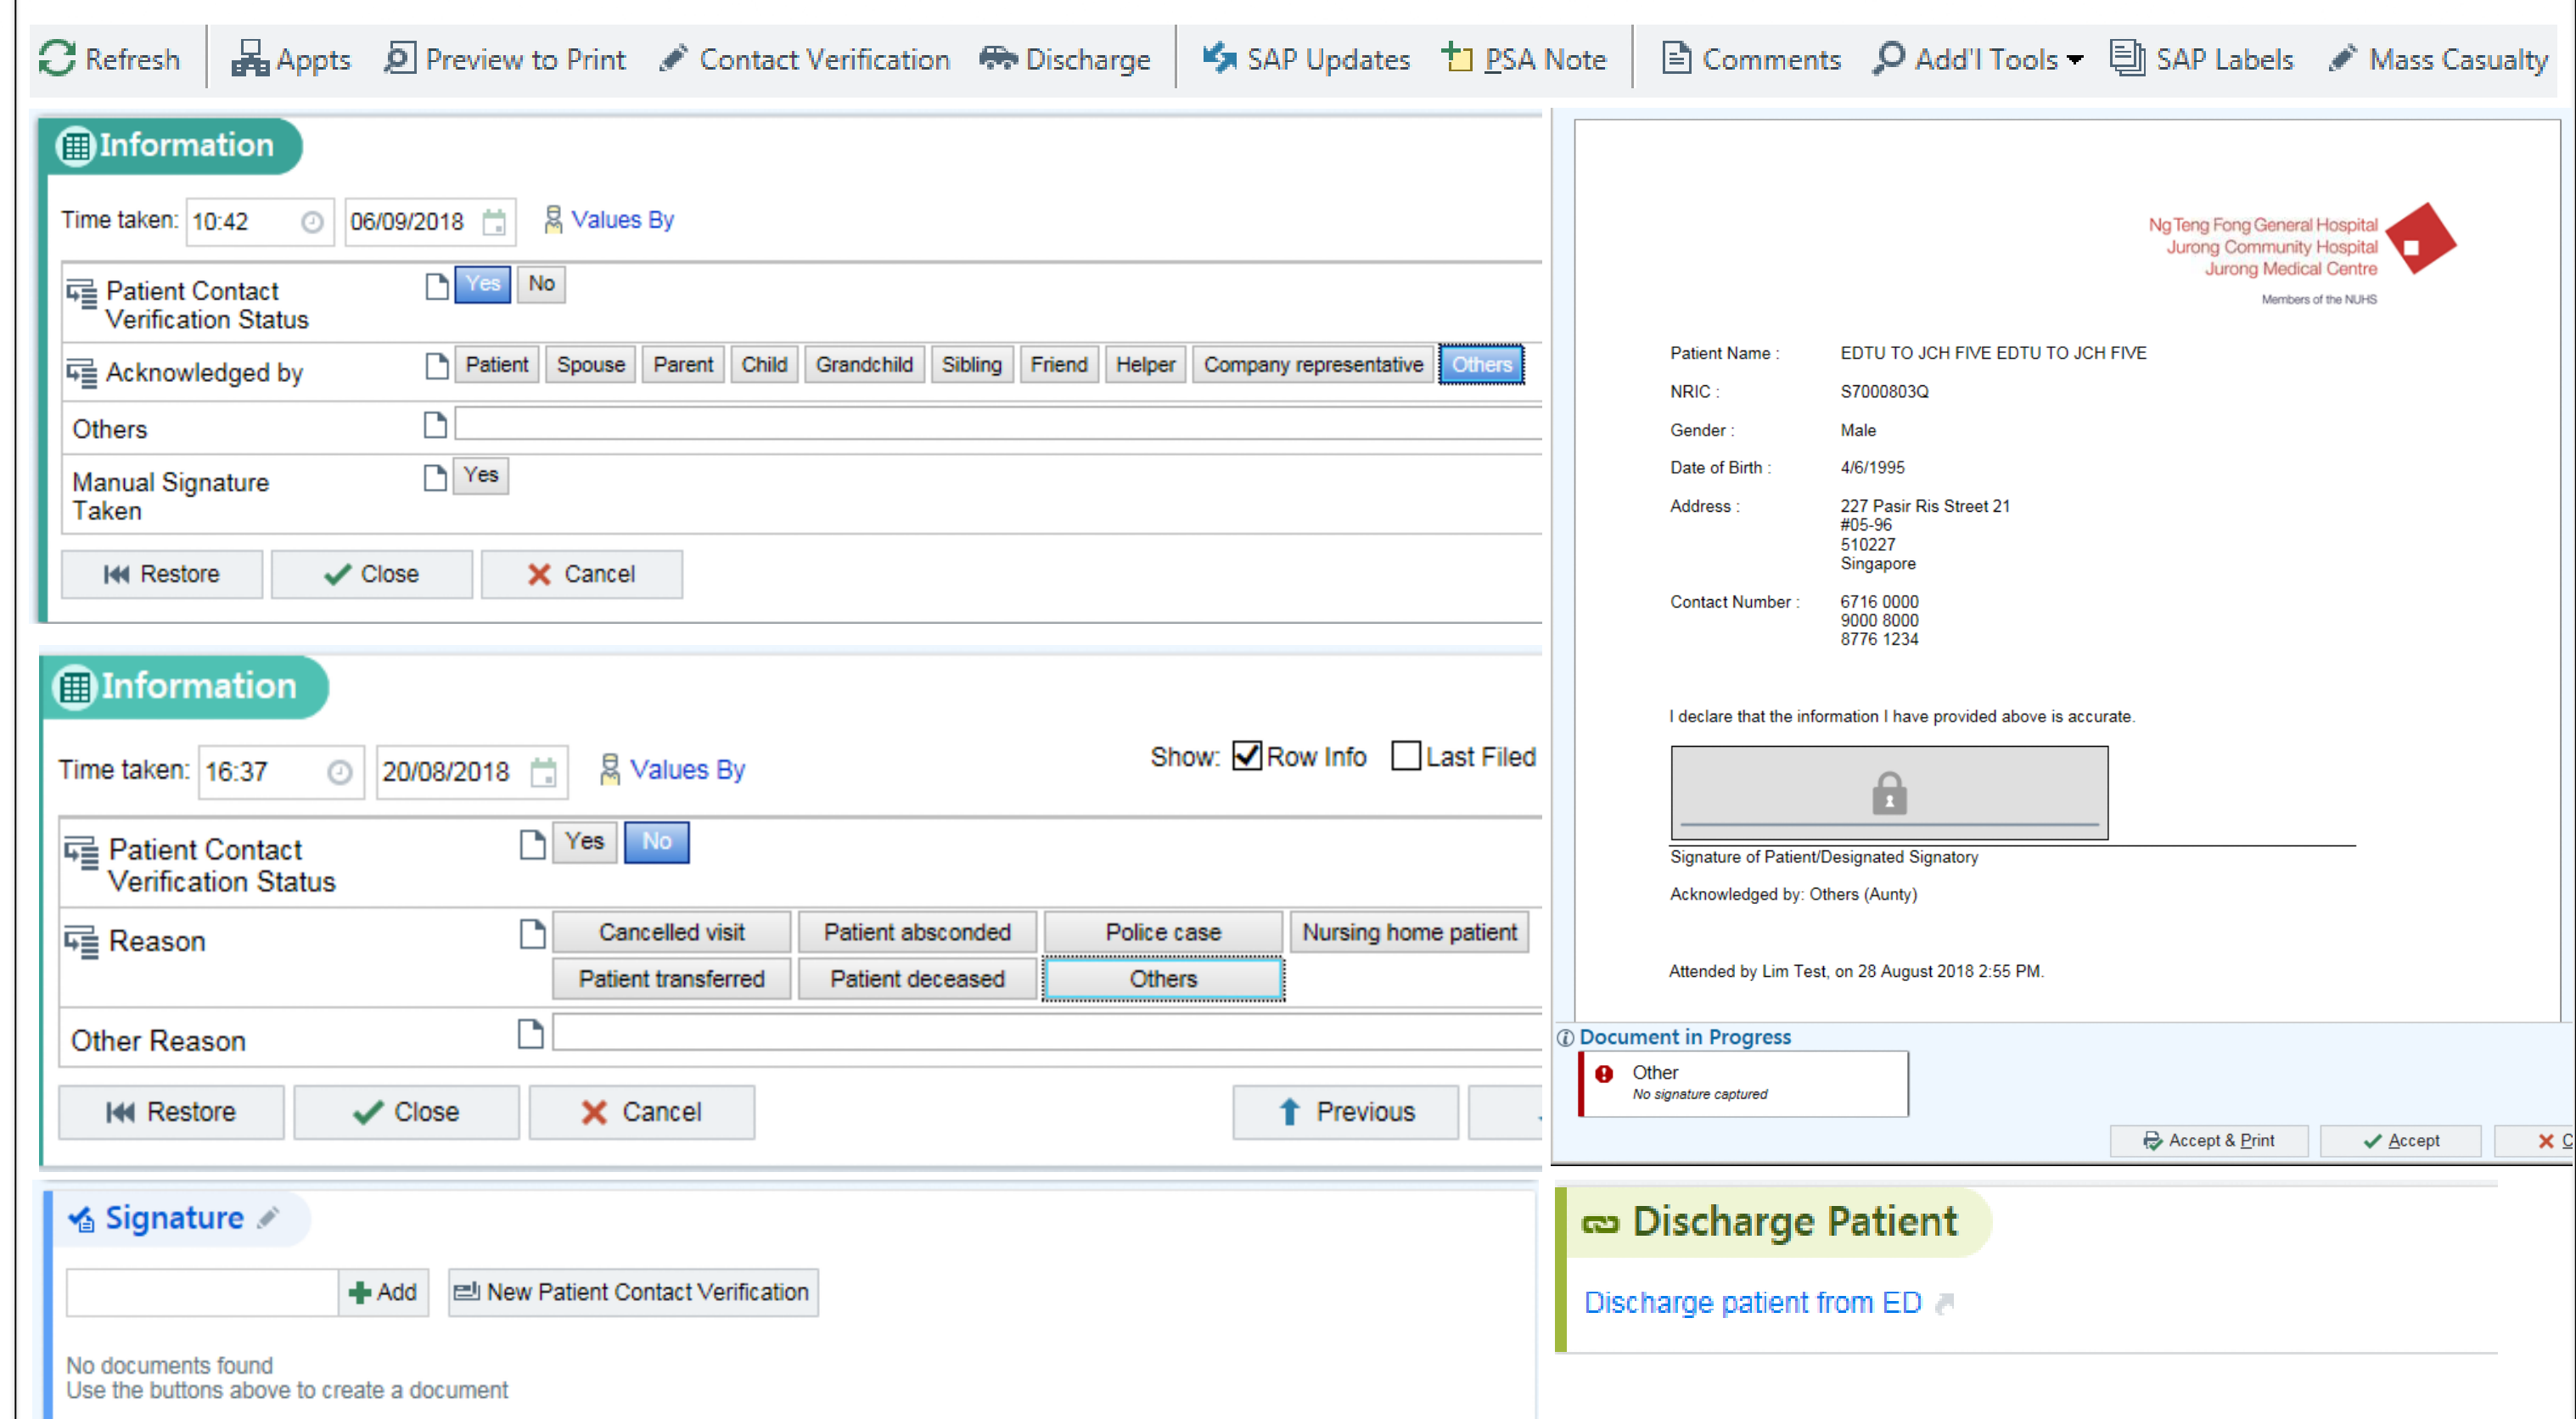 Refresh Appts Preview to Print Contact Verification Discharge SAP Updates PSA Note Comments Add'l Tools SAP Labels Mass Casualty
Information
Time taken: 10:42 06/09/2018 Values By
Patient Contact Verification Status Yes No
Acknowledged by Patient Spouse Parent Child Grandchild Sibling Friend Helper Company representative Others
Others
Manual Signature Taken Yes
Restore Close Cancel
Information
Time taken: 16:37 20/08/2018 Values By Show: Row Info Last Filed
Patient Contact Verification Status Yes No
Reason Cancelled visit Patient absconded Police case Nursing home patient
Patient transferred Patient deceased Others
Other Reason
Restore Close Cancel Previous
Signature
Add New Patient Contact Verification
No documents found
Use the buttons above to create a document
Ng Teng Fong General Hospital
Jurong Community Hospital
Jurong Medical Centre
Members of the NUHS
Patient Name : EDTU TO JCH FIVE EDTU TO JCH FIVE
NRIC : S7000803Q
Gender : Male
Date of Birth : 4/6/1995
Address : 227 Pasir Ris Street 21
#05-96
510227
Singapore
Contact Number : 6716 0000
9000 8000
8776 1234
I declare that the information I have provided above is accurate.
Signature of Patient/Designated Signatory
Acknowledged by: Others (Aunty)
Attended by Lim Test, on 28 August 2018 2:55 PM.
Document in Progress
Other
No signature captured
Accept & Print Accept C
Discharge Patient
Discharge patient from ED